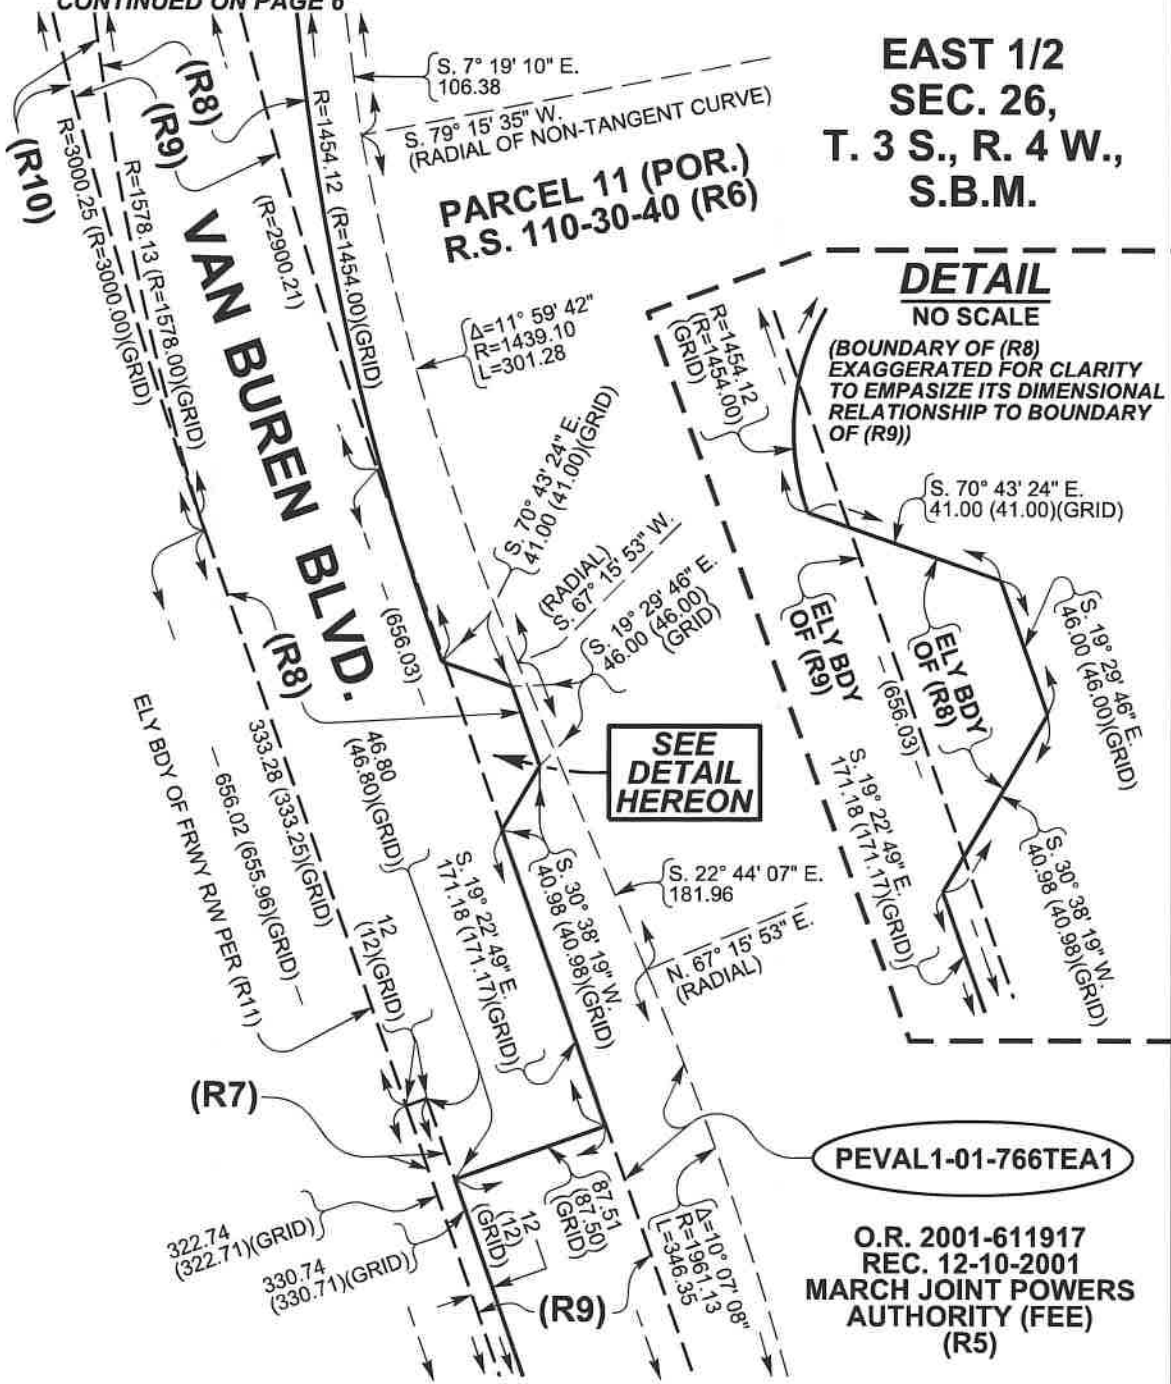 CONTINUED ON PAGE 6
EAST 1/2
SEC. 26,
T. 3 S., R. 4 W.,
S.B.M.
S. 7° 19' 10" E.
106.38
S. 79° 15' 35" W.
(RADIAL OF NON-TANGENT CURVE)
PARCEL 11 (POR.)
R.S. 110-30-40 (R6)
(R8)
(R9)
(R10)
R=3000.25 (R=3000.00)(GRID)
R=1578.13 (R=1578.00)(GRID)
(R=2900.21)
R=1454.12 (R=1454.00)(GRID)
VAN BUREN BLVD.
Δ=11° 59' 42"
R=1439.10
L=301.28
S. 70° 43' 24" E.
41.00 (41.00)(GRID)
(RADIAL)
S. 67° 15' 53" W.
S. 19° 29' 46" E.
46.00 (46.00)
(GRID)
(656.03)
(R8)
SEE
DETAIL
HEREON
DETAIL
NO SCALE
(BOUNDARY OF (R8)
EXAGGERATED FOR CLARITY
TO EMPASIZE ITS DIMENSIONAL
RELATIONSHIP TO BOUNDARY
OF (R9))
R=1454.12
(R=1454.00)
(GRID)
S. 70° 43' 24" E.
41.00 (41.00)(GRID)
ELY BDY
OF (R9)
ELY BDY
OF (R8)
(656.03)
S. 19° 29' 46" E.
46.00 (46.00)(GRID)
S. 19° 22' 49" E.
171.18 (171.17)(GRID)
S. 30° 38' 19" W.
40.98 (40.98)(GRID)
ELY BDY OF FRWY R/W PER (R11)
656.02 (655.96)(GRID)
333.28 (333.25)(GRID)
46.80
(46.80)(GRID)
12
(12)(GRID)
S. 19° 22' 49" E.
171.18 (171.17)(GRID)
S. 30° 38' 19" W.
40.98 (40.98)(GRID)
S. 22° 44' 07" E.
181.96
N. 67° 15' 53" E.
(RADIAL)
(R7)
322.74
(322.71)(GRID)
330.74
(330.71)(GRID)
12
(12)
(GRID)
87.51
(87.50)
(GRID)
Δ=10° 07' 08"
R=1961.13
L=346.35
(R9)
PEVAL1-01-766TEA1
O.R. 2001-611917
REC. 12-10-2001
MARCH JOINT POWERS
AUTHORITY (FEE)
(R5)